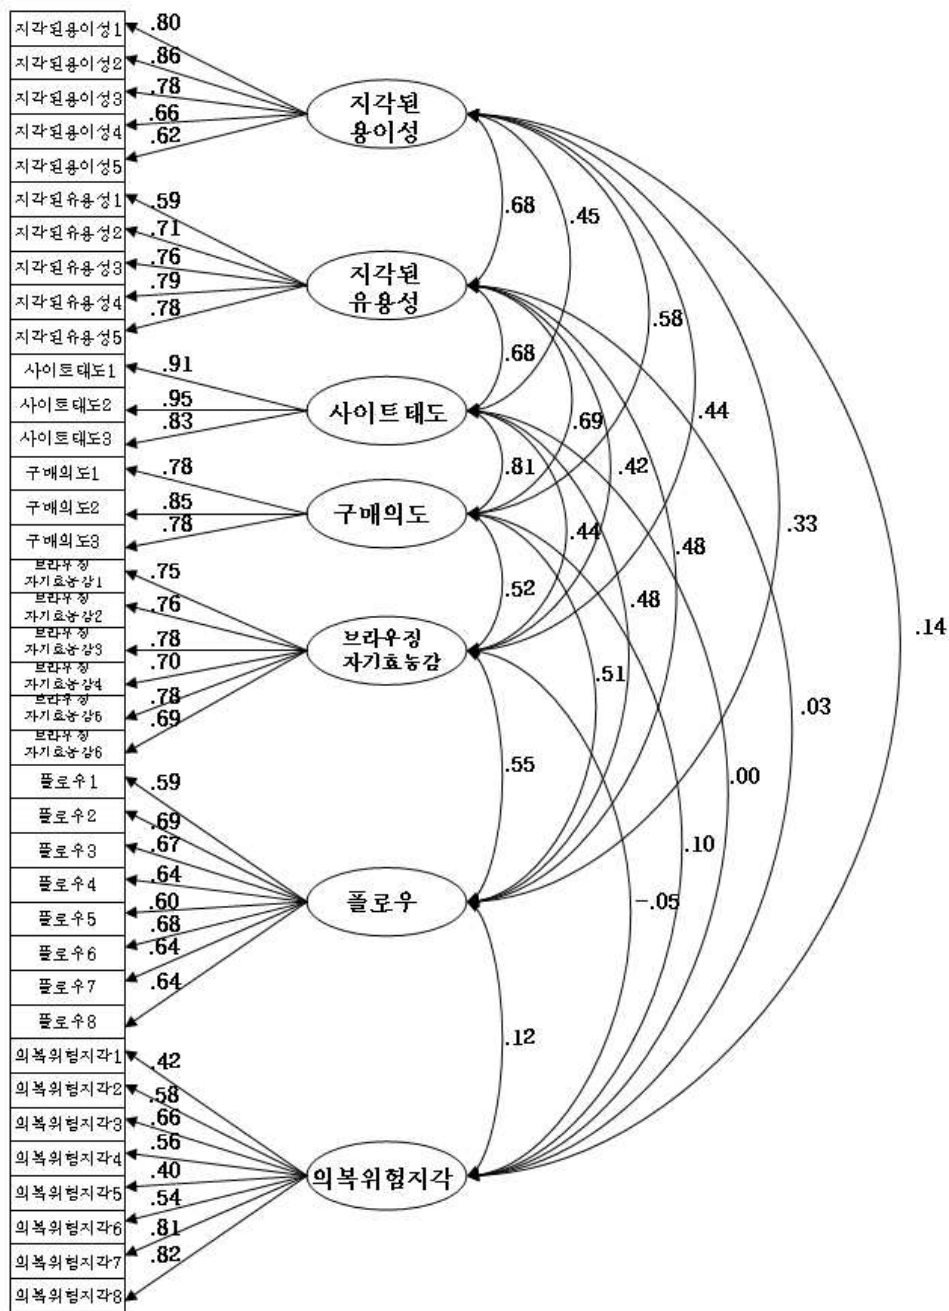 지각된용이성1
.80
지각된용이성2
.86
지각된용이성3
.78
지각된용이성4
.66
지각된용이성5
.62
지각된
용이성
지각된유용성1
.59
지각된유용성2
.71
지각된유용성3
.76
지각된유용성4
.79
지각된유용성5
.78
지각된
유용성
사이트태도1
.91
사이트태도2
.95
사이트태도3
.83
사이트태도
구매의도1
.78
구매의도2
.85
구매의도3
.78
구매의도
브라우징
자기효능감1
.75
브라우징
자기효능감2
.76
브라우징
자기효능감3
.78
브라우징
자기효능감4
.70
브라우징
자기효능감5
.78
브라우징
자기효능감6
.69
브라우징
자기효능감
플로우1
.59
플로우2
.69
플로우3
.67
플로우4
.64
플로우5
.60
플로우6
.68
플로우7
.64
플로우8
.64
플로우
의복위험지각1
.42
의복위험지각2
.58
의복위험지각3
.66
의복위험지각4
.56
의복위험지각5
.40
의복위험지각6
.54
의복위험지각7
.81
의복위험지각8
.82
의복위험지각
.68
.45
.58
.68
.44
.69
.42
.81
.44
.48
.33
.52
.48
.14
.51
.03
.55
.00
.10
-.05
.12